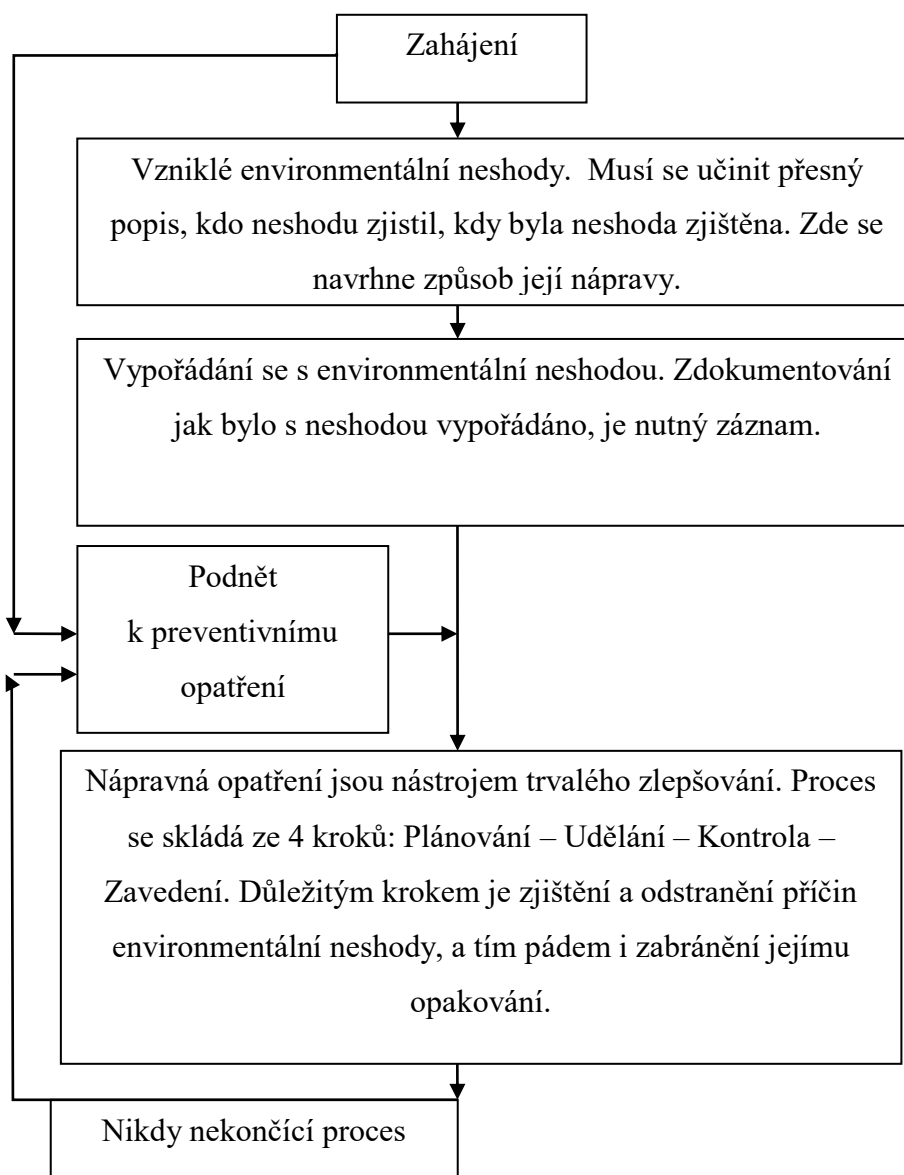 Zahájení
Vzniklé environmentální neshody.  Musí se učinit přesný
popis, kdo neshodu zjistil, kdy byla neshoda zjištěna. Zde se
navrhne způsob její nápravy.
Vypořádání se s environmentální neshodou. Zdokumentování
jak bylo s neshodou vypořádáno, je nutný záznam.
Podnět
k preventivnímu
opatření
Nápravná opatření jsou nástrojem trvalého zlepšování. Proces
se skládá ze 4 kroků: Plánování – Udělání – Kontrola –
Zavedení. Důležitým krokem je zjištění a odstranění příčin
environmentální neshody, a tím pádem i zabránění jejímu
opakování.
Nikdy nekončící proces